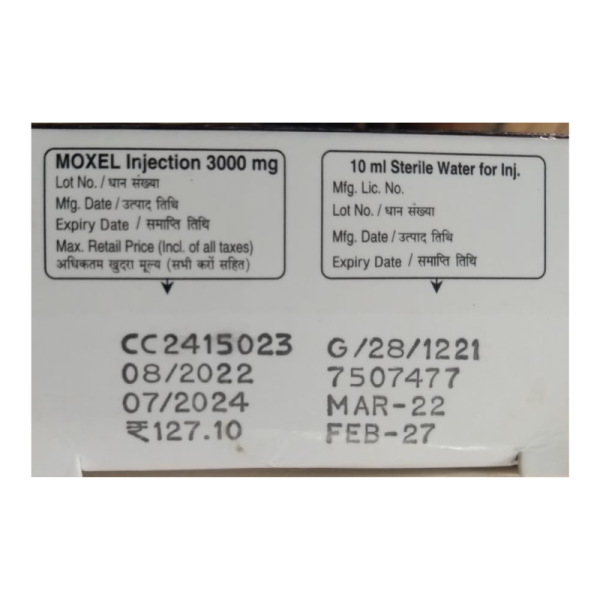 MOXEL Injection 3000 mg
Lot No. / धान संख्या
Mfg. Date / उत्पाद तिथि
Expiry Date / समाप्ति तिथि
Max. Retail Price (Incl. of all taxes)
अधिकतम खुदरा मूल्य (सभी करों सहित)
CC2415023
08/2022
07/2024
₹127.10
10 ml Sterile Water for Inj.
Mfg. Lic. No.
Lot No. / धान संख्या
Mfg. Date / उत्पाद तिथि
Expiry Date / समाप्ति तिथि
G/28/1221
7507477
MAR-22
FEB-27